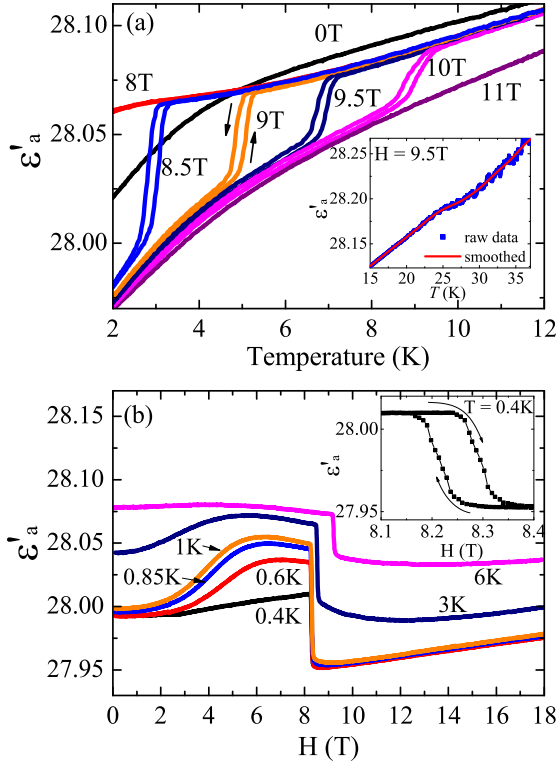 (a)
28.10
28.05
28.00
ε'a
0T
8T
10T
9T
9.5T
11T
8.5T
H = 9.5T
28.25
28.20
28.15
ε'a
raw data
smoothed
15 20 25 30 35
T (K)
2 4 6 8 10 12
Temperature (K)
(b)
28.15
28.10
28.05
28.00
27.95
ε'a
T = 0.4K
28.00
27.95
ε'a
8.1 8.2 8.3 8.4
H (T)
1K
0.85K
0.6K
0.4K
6K
3K
0 2 4 6 8 10 12 14 16 18
H (T)